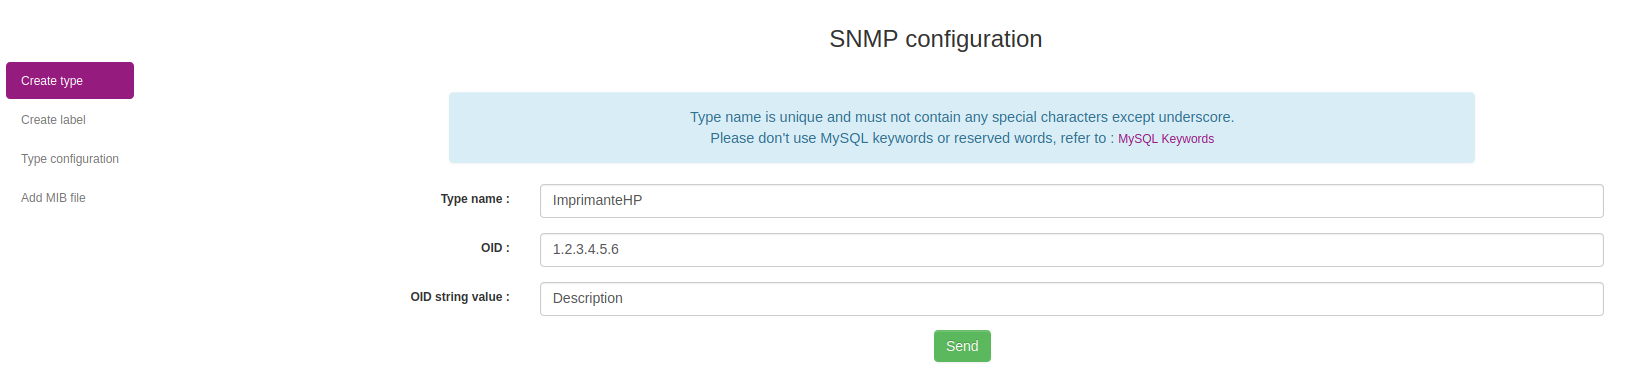 SNMP configuration
Create type
Create label
Type configuration
Add MIB file
Type name is unique and must not contain any special characters except underscore.
Please don't use MySQL keywords or reserved words, refer to : MySQL Keywords
Type name : ImprimanteHP
OID : 1.2.3.4.5.6
OID string value : Description
Send